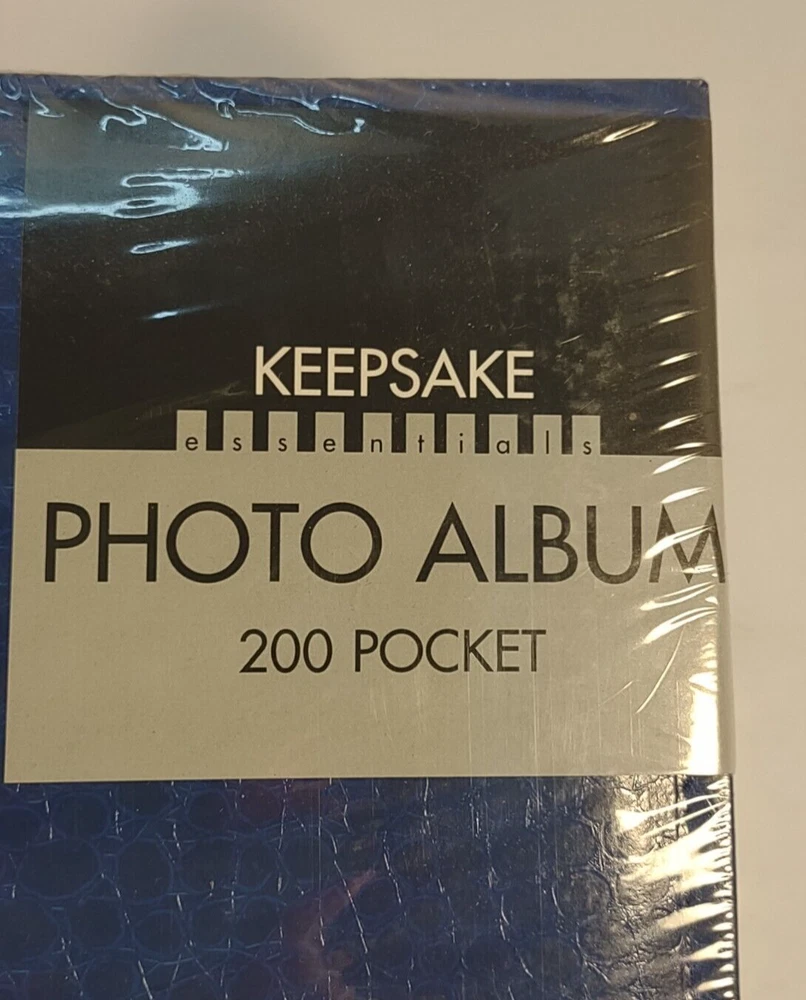 KEEPSAKE
essentials
PHOTO ALBUM
200 POCKET